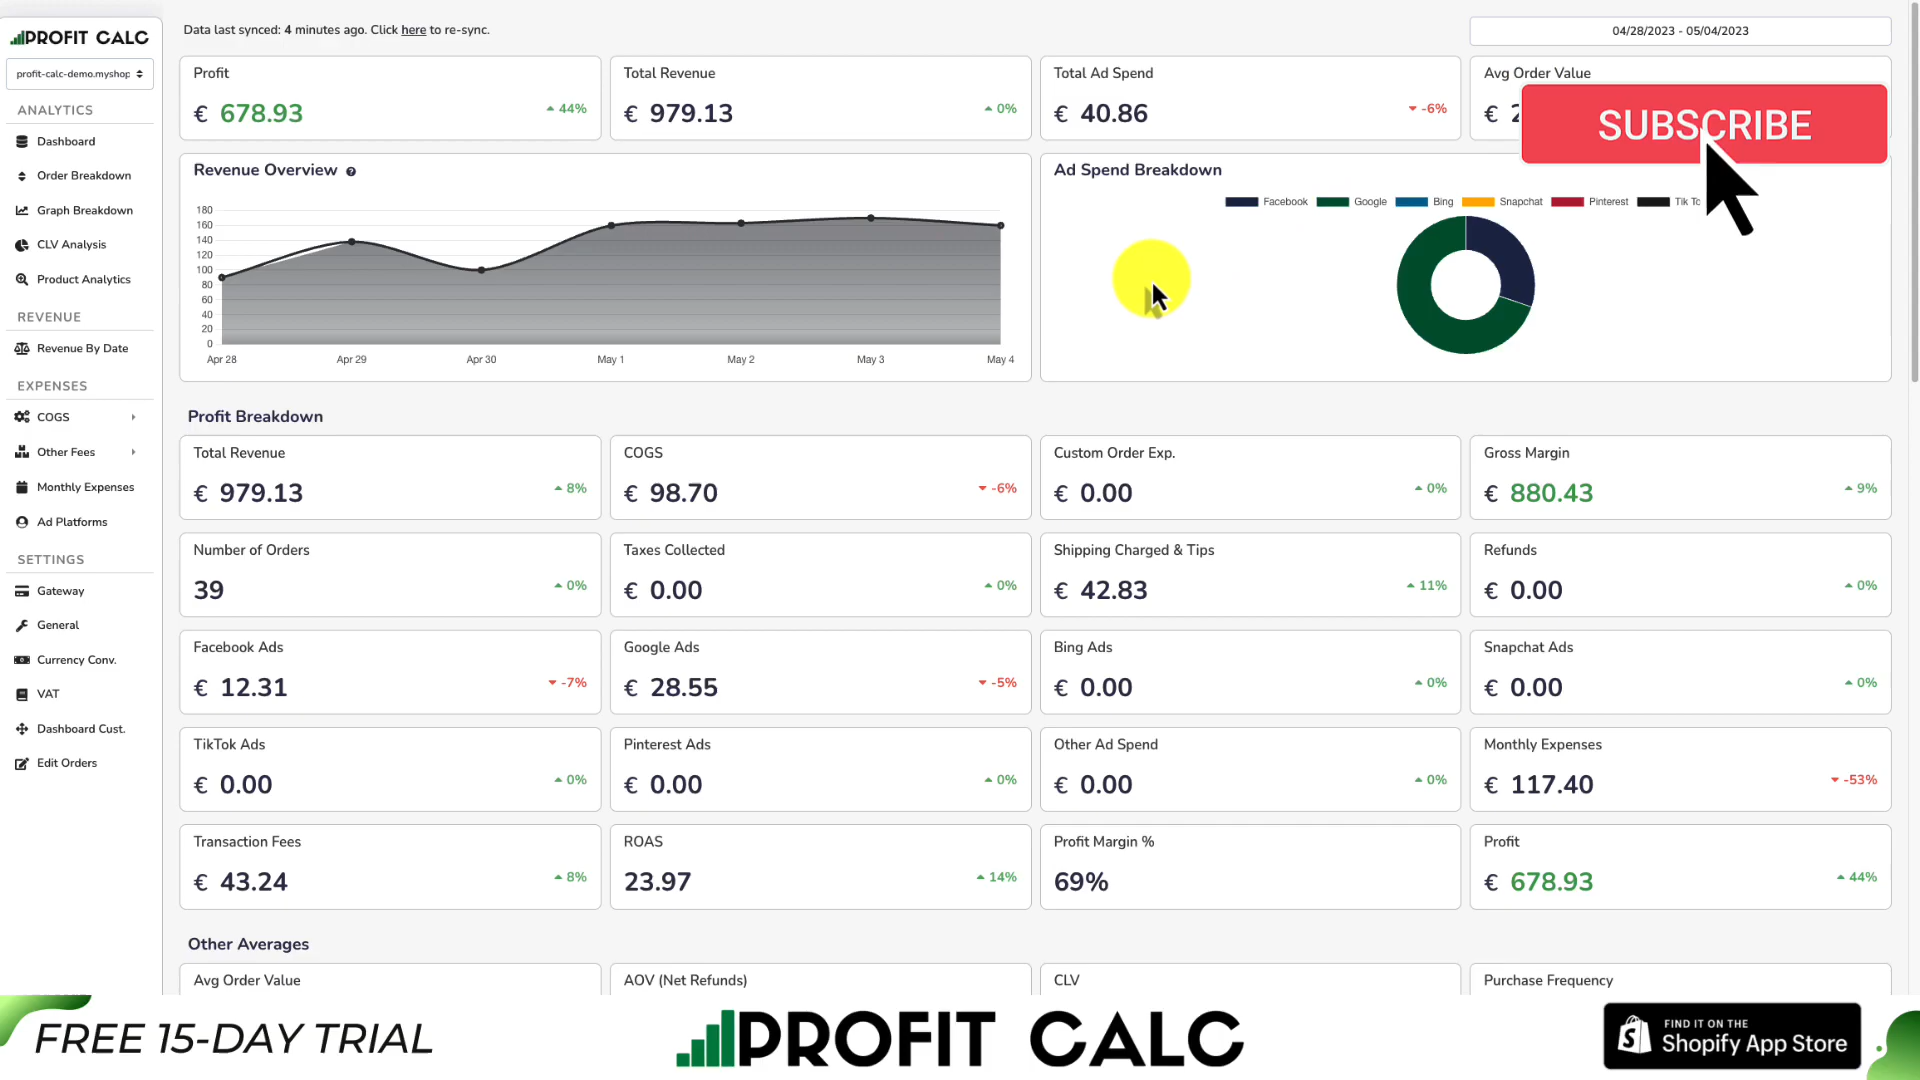 PROFIT CALC
profit-calc-demo.myshop
ANALYTICS
Dashboard
Order Breakdown
Graph Breakdown
CLV Analysis
Product Analytics
REVENUE
Revenue By Date
EXPENSES
COGS
Other Fees
Monthly Expenses
Ad Platforms
SETTINGS
Gateway
General
Currency Conv.
VAT
Dashboard Cust.
Edit Orders
Data last synced: 4 minutes ago. Click here to re-sync.
04/28/2023 - 05/04/2023
Profit
€ 678.93
44%
Total Revenue
€ 979.13
0%
Total Ad Spend
€ 40.86
-6%
Avg Order Value
€
SUBSCRIBE
Revenue Overview
180
160
140
120
100
80
60
40
20
0
Apr 28 Apr 29 Apr 30 May 1 May 2 May 3 May 4
Ad Spend Breakdown
Facebook Google Bing Snapchat Pinterest Tik
Profit Breakdown
Total Revenue
€ 979.13
8%
COGS
€ 98.70
-6%
Custom Order Exp.
€ 0.00
0%
Gross Margin
€ 880.43
9%
Number of Orders
39
0%
Taxes Collected
€ 0.00
0%
Shipping Charged & Tips
€ 42.83
11%
Refunds
€ 0.00
0%
Facebook Ads
€ 12.31
-7%
Google Ads
€ 28.55
-5%
Bing Ads
€ 0.00
0%
Snapchat Ads
€ 0.00
0%
TikTok Ads
€ 0.00
0%
Pinterest Ads
€ 0.00
0%
Other Ad Spend
€ 0.00
0%
Monthly Expenses
€ 117.40
-53%
Transaction Fees
€ 43.24
8%
ROAS
23.97
14%
Profit Margin %
69%
Profit
€ 678.93
44%
Other Averages
Avg Order Value
AOV (Net Refunds)
CLV
Purchase Frequency
FREE 15-DAY TRIAL
PROFIT CALC
FIND IT ON THE
Shopify App Store